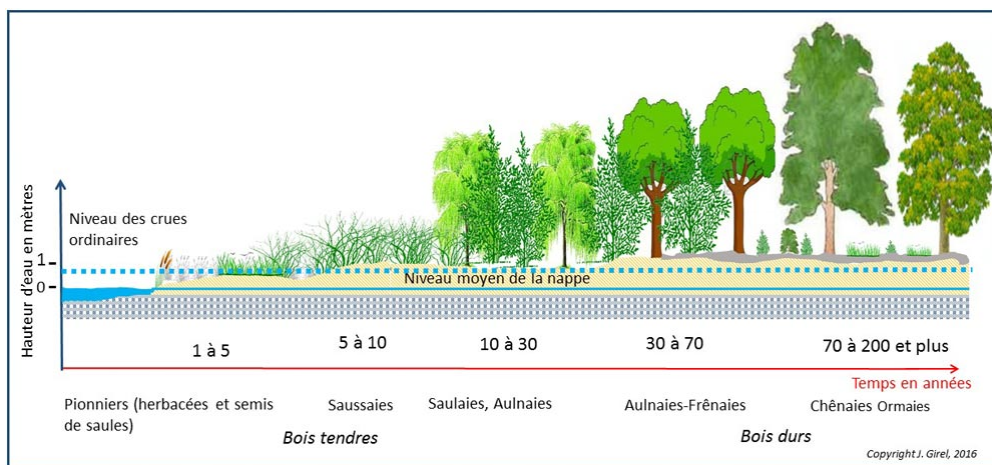 Hauteur d'eau en mètres
Niveau des crues
ordinaires
1
0
Niveau moyen de la nappe
1 à 5
5 à 10
10 à 30
30 à 70
70 à 200 et plus
Temps en années
Pionniers (herbacées et semis
de saules)
Saussaies
Saulaies, Aulnaies
Aulnaies-Frênaies
Chênaies Ormaies
Bois tendres
Bois durs
Copyright J. Girel, 2016